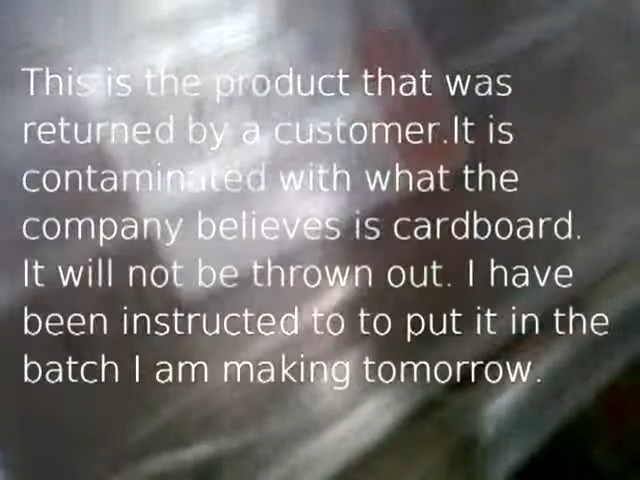 This is the product that was
returned by a customer.It is
contaminated with what the
company believes is cardboard.
It will not be thrown out. I have
been instructed to to put it in the
batch I am making tomorrow.